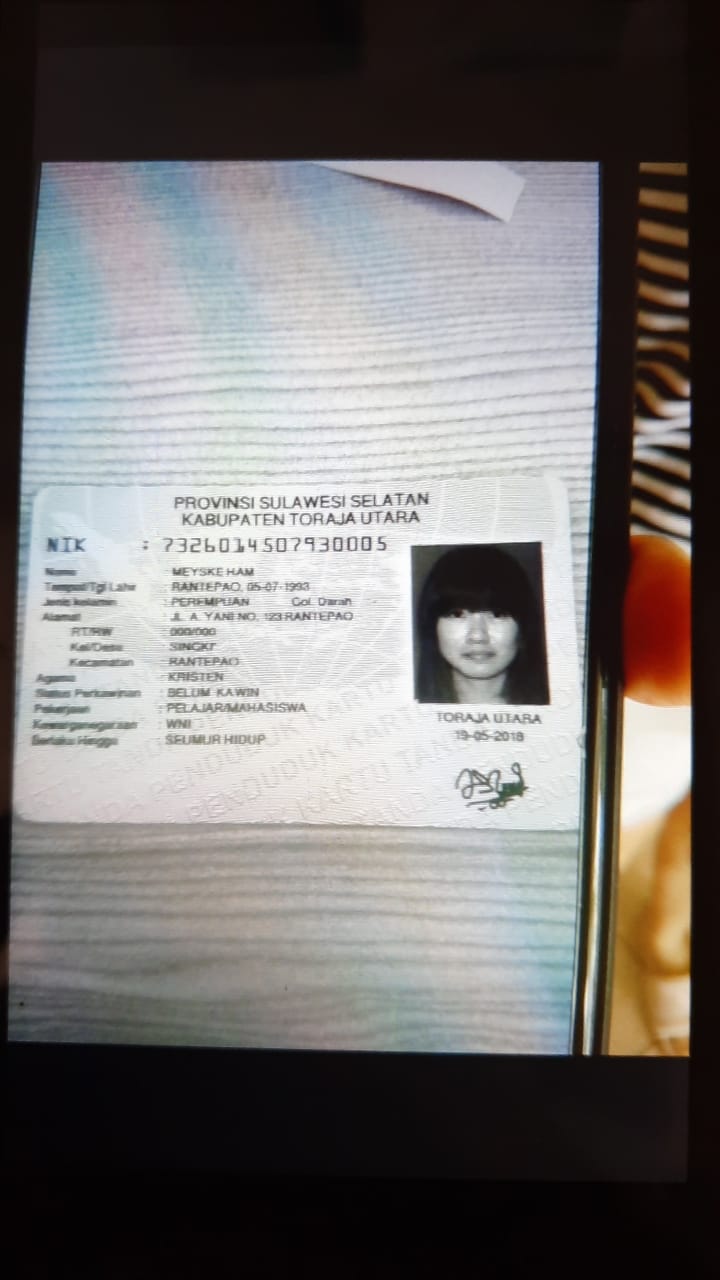 PROVINSI SULAWESI SELATAN
KABUPATEN TORAJA UTARA
NIK : 7326014507930005
Nama : MEYSKE HAM
Tempat/Tgl Lahir : RANTEPAO, 05-07-1993
Jenis kelamin : PEREMPUAN Gol. Darah -
Alamat : JL. A. YANI NO. 123 RANTEPAO
RT/RW : 000/000
Kel/Desa : SINGKI'
Kecamatan : RANTEPAO
Agama : KRISTEN
Status Perkawinan : BELUM KAWIN
Pekerjaan : PELAJAR/MAHASISWA
Kewarganegaraan : WNI
Berlaku Hingga : SEUMUR HIDUP
TORAJA UTARA
19-05-2018